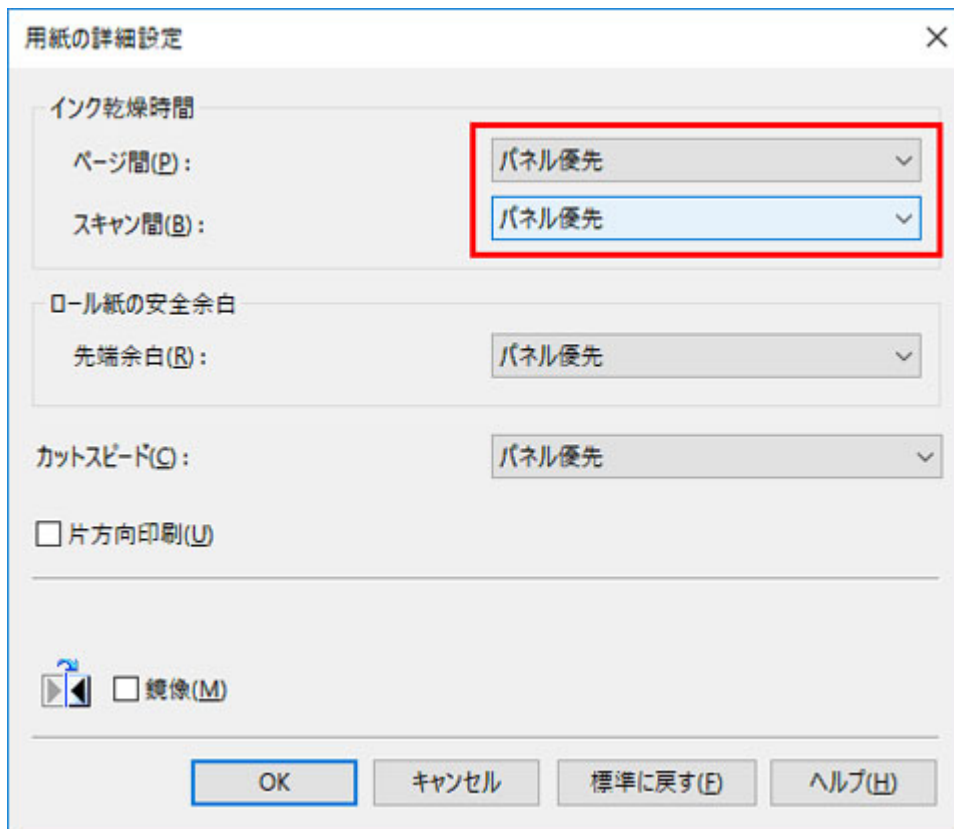 用紙の詳細設定
インク乾燥時間
ページ間(P): パネル優先
スキャン間(B): パネル優先
ロール紙の安全余白
先端余白(R): パネル優先
カットスピード(C): パネル優先
片方向印刷(U)
鏡像(M)
OK キャンセル 標準に戻す(F) ヘルプ(H)